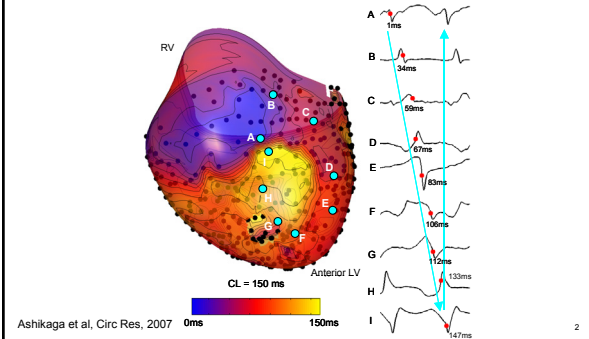 RV
B
C
A
I
D
H
E
G
F
Anterior LV
CL = 150 ms
0ms
150ms
A
1ms
B
34ms
C
59ms
D
67ms
E
83ms
F
106ms
G
112ms
133ms
H
I
147ms
Ashikaga et al, Circ Res, 2007
2